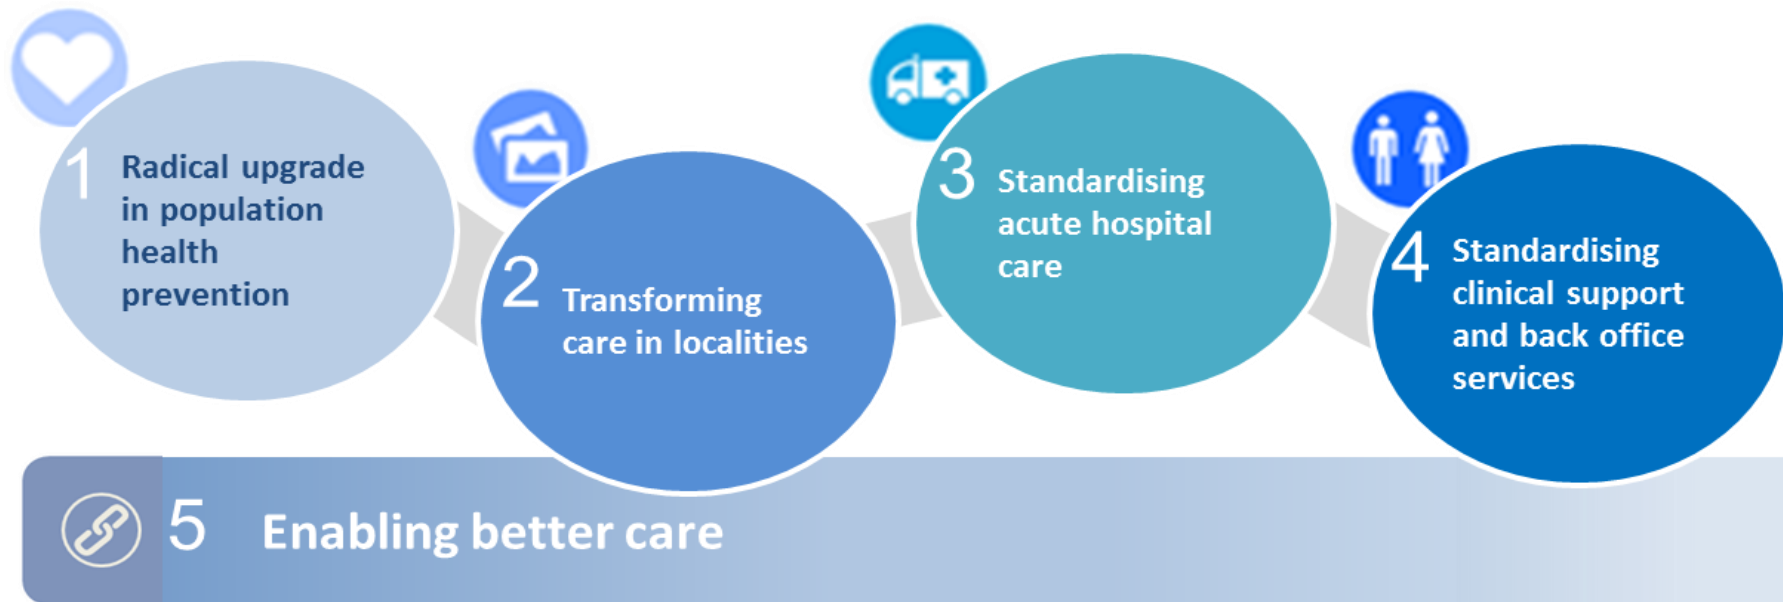 1
Radical upgrade
in population
health
prevention
2
Transforming
care in localities
3
Standardising
acute hospital
care
4
Standardising
clinical support
and back office
services
5 Enabling better care